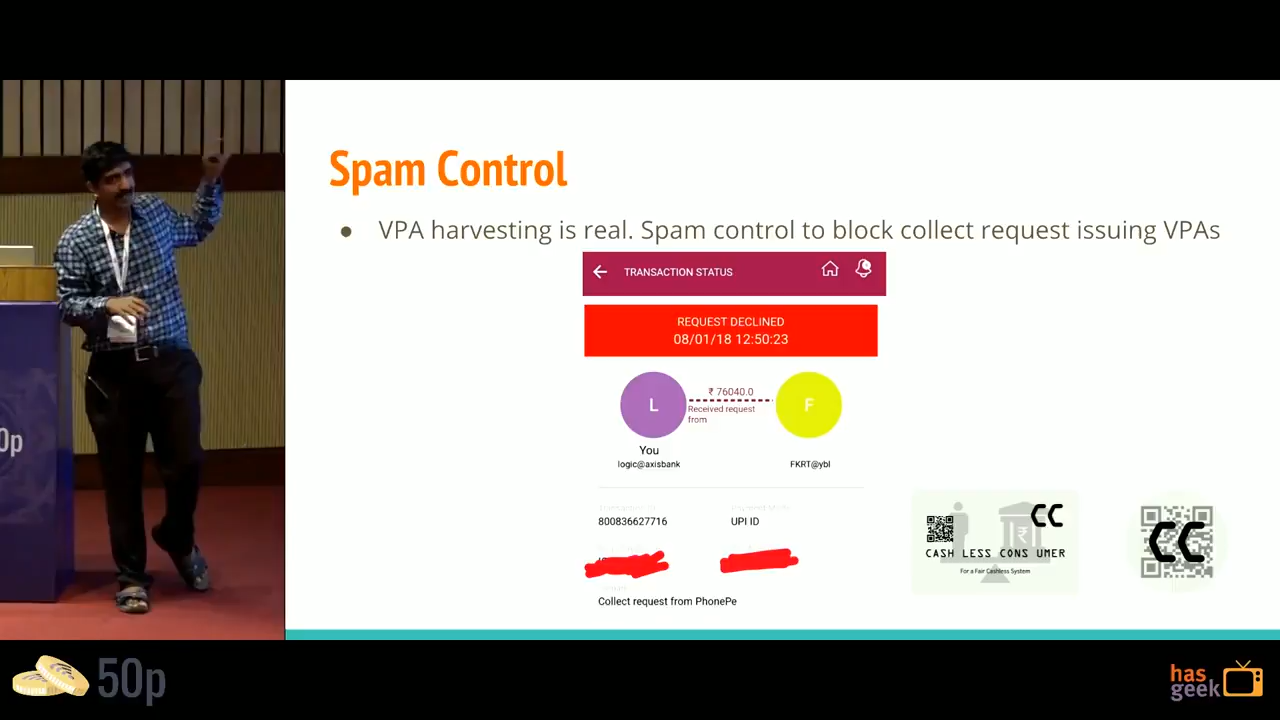 Spam Control
● VPA harvesting is real. Spam control to block collect request issuing VPAs
TRANSACTION STATUS
REQUEST DECLINED
08/01/18 12:50:23
₹ 76040.0
L
F
Received request
from
You
logic@axisbank
FKRT@ybl
800836627716
UPI ID
Collect request from PhonePe
CC
CASH LESS CONS UMER
For a Fair Cashless System
CC
0p
50p
has
geek